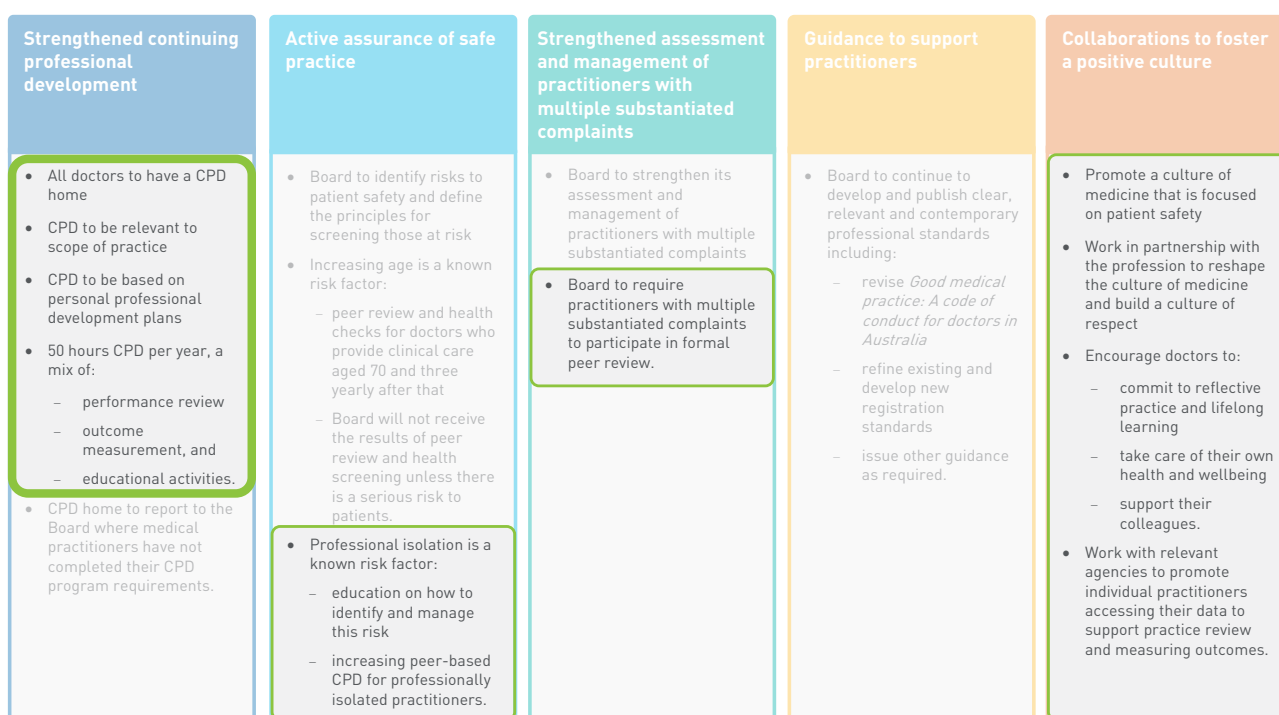 Strengthened continuing
professional
development
• All doctors to have a CPD
home
• CPD to be relevant to
scope of practice
• CPD to be based on
personal professional
development plans
• 50 hours CPD per year, a
mix of:
– performance review
– outcome
measurement, and
– educational activities.
• CPD home to report to the
Board where medical
practitioners have not
completed their CPD
program requirements.
Active assurance of safe
practice
• Board to identify risks to
patient safety and define
the principles for
screening those at risk
• Increasing age is a known
risk factor:
– peer review and health
checks for doctors who
provide clinical care
aged 70 and three
yearly after that
– Board will not receive
the results of peer
review and health
screening unless there
is a serious risk to
patients.
• Professional isolation is a
known risk factor:
– education on how to
identify and manage
this risk
– increasing peer-based
CPD for professionally
isolated practitioners.
Strengthened assessment
and management of
practitioners with
multiple substantiated
complaints
• Board to strengthen its
assessment and
management of
practitioners with multiple
substantiated complaints
• Board to require
practitioners with multiple
substantiated complaints
to participate in formal
peer review.
Guidance to support
practitioners
• Board to continue to
develop and publish clear,
relevant and contemporary
professional standards
including:
– revise Good medical
practice: A code of
conduct for doctors in
Australia
– refine existing and
develop new
registration
standards
– issue other guidance
as required.
Collaborations to foster
a positive culture
• Promote a culture of
medicine that is focused
on patient safety
• Work in partnership with
the profession to reshape
the culture of medicine
and build a culture of
respect
• Encourage doctors to:
– commit to reflective
practice and lifelong
learning
– take care of their own
health and wellbeing
– support their
colleagues.
• Work with relevant
agencies to promote
individual practitioners
accessing their data to
support practice review
and measuring outcomes.